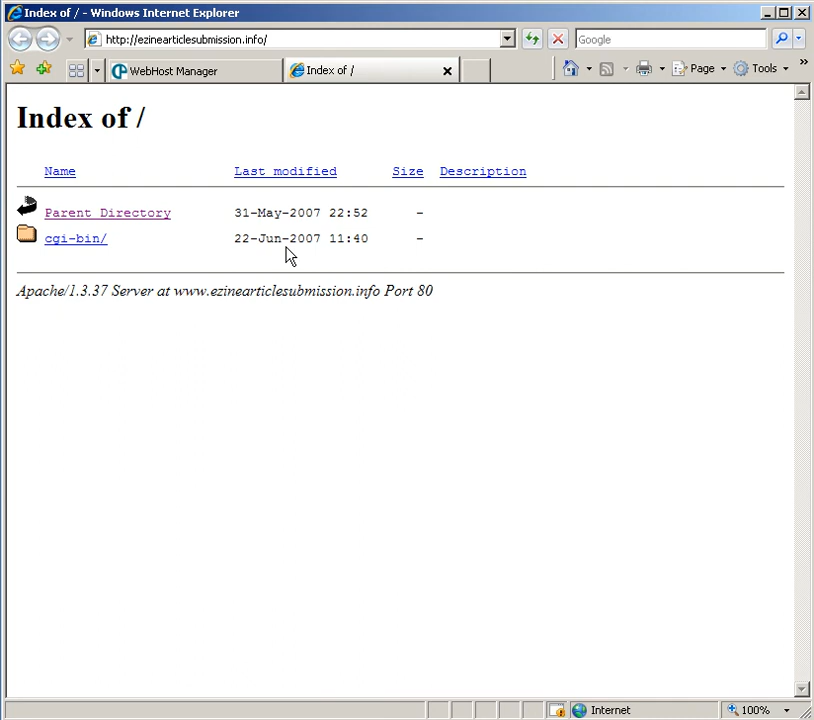 Index of / - Windows Internet Explorer
http://ezinearticlesubmission.info/
Google
WebHost Manager
Index of /
Page
Tools
Index of /
Name Last modified Size Description
Parent Directory 31-May-2007 22:52 -
cgi-bin/ 22-Jun-2007 11:40 -
Apache/1.3.37 Server at www.ezinearticlesubmission.info Port 80
Internet
100%